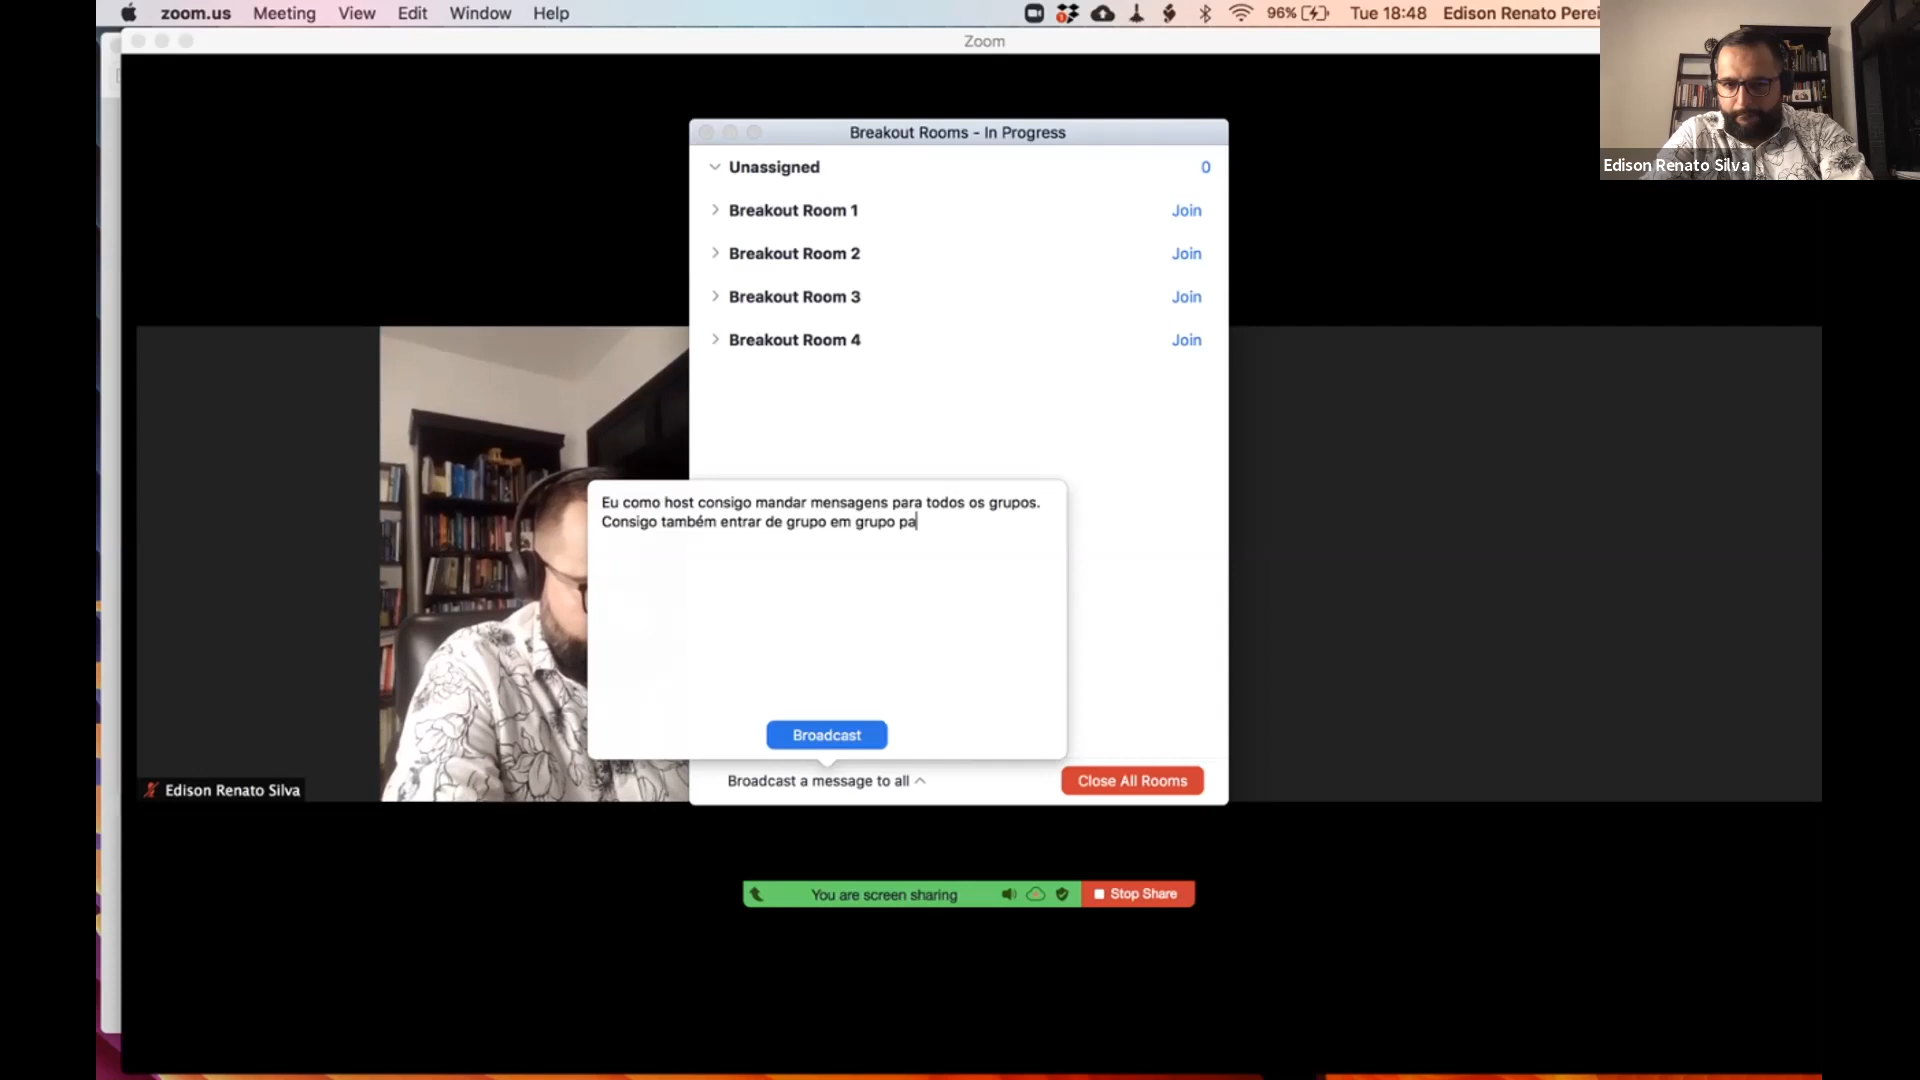 zoom.us Meeting View Edit Window Help
96% Tue 18:48 Edison Renato Perei
Zoom
Edison Renato Silva
Breakout Rooms - In Progress
Unassigned 0
Breakout Room 1 Join
Breakout Room 2 Join
Breakout Room 3 Join
Breakout Room 4 Join
Eu como host consigo mandar mensagens para todos os grupos.
Consigo também entrar de grupo em grupo pa
Broadcast
Broadcast a message to all
Close All Rooms
Edison Renato Silva
You are screen sharing
Stop Share